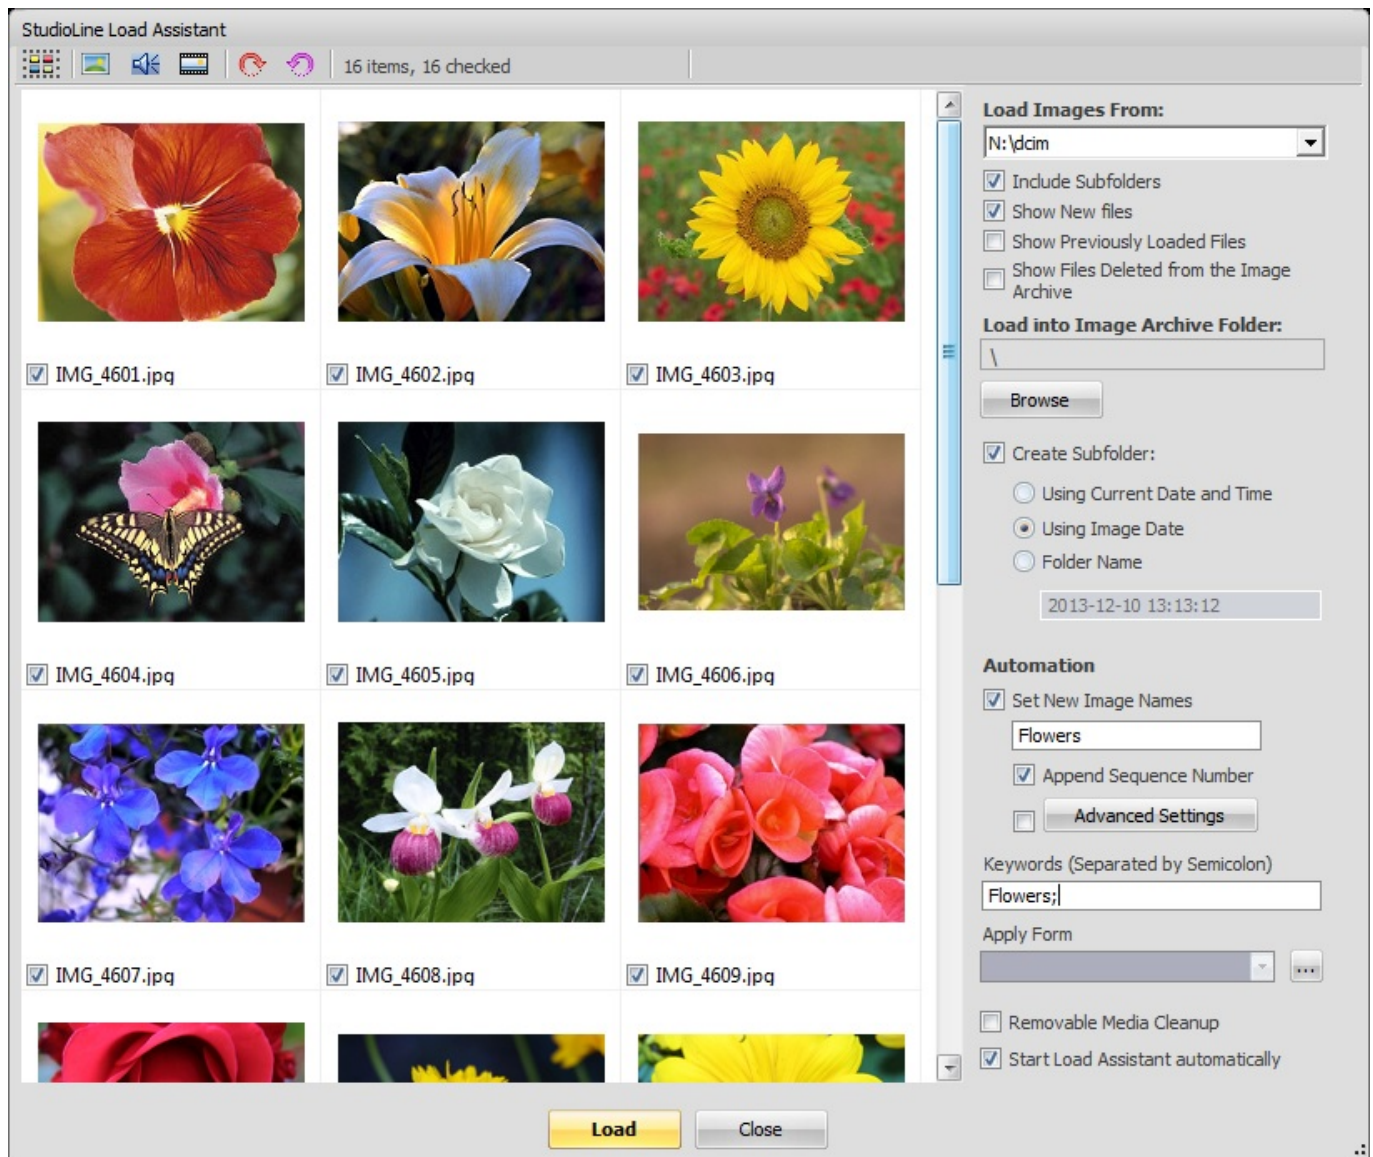 StudioLine Load Assistant
16 items, 16 checked
IMG_4601.jpg
IMG_4602.jpg
IMG_4603.jpg
IMG_4604.jpg
IMG_4605.jpg
IMG_4606.jpg
IMG_4607.jpg
IMG_4608.jpg
IMG_4609.jpg
Load Images From:
N:\dcim
Include Subfolders
Show New files
Show Previously Loaded Files
Show Files Deleted from the Image
Archive
Load into Image Archive Folder:
\
Browse
Create Subfolder:
Using Current Date and Time
Using Image Date
Folder Name
2013-12-10 13:13:12
Automation
Set New Image Names
Flowers
Append Sequence Number
Advanced Settings
Keywords (Separated by Semicolon)
Flowers;
Apply Form
...
Removable Media Cleanup
Start Load Assistant automatically
Load
Close